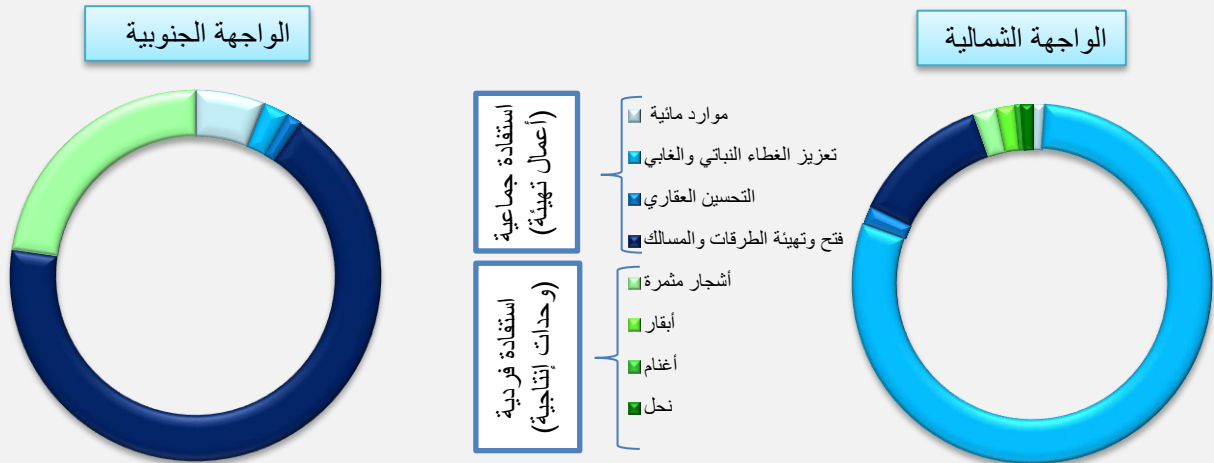 الواجهة الشمالية
الواجهة الجنوبية
استفادة جماعية
(أعمال تهيئة)
موارد مائية
تعزيز الغطاء النباتي والغابي
التحسين العقاري
فتح وتهيئة الطرقات والمسالك
استفادة فردية
(وحدات إنتاجية)
أشجار مثمرة
أبقار
أغنام
نحل